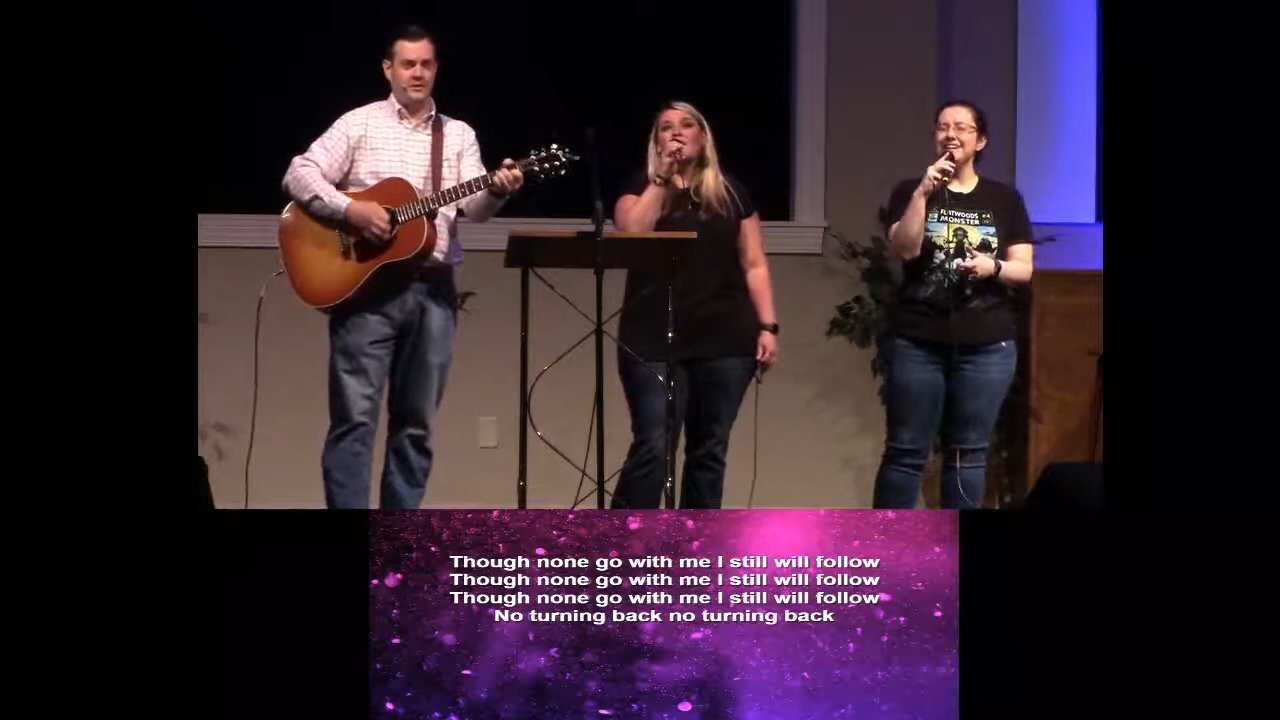 FLATWOODS
MONSTER
Though none go with me I still will follow
Though none go with me I still will follow
Though none go with me I still will follow
No turning back no turning back